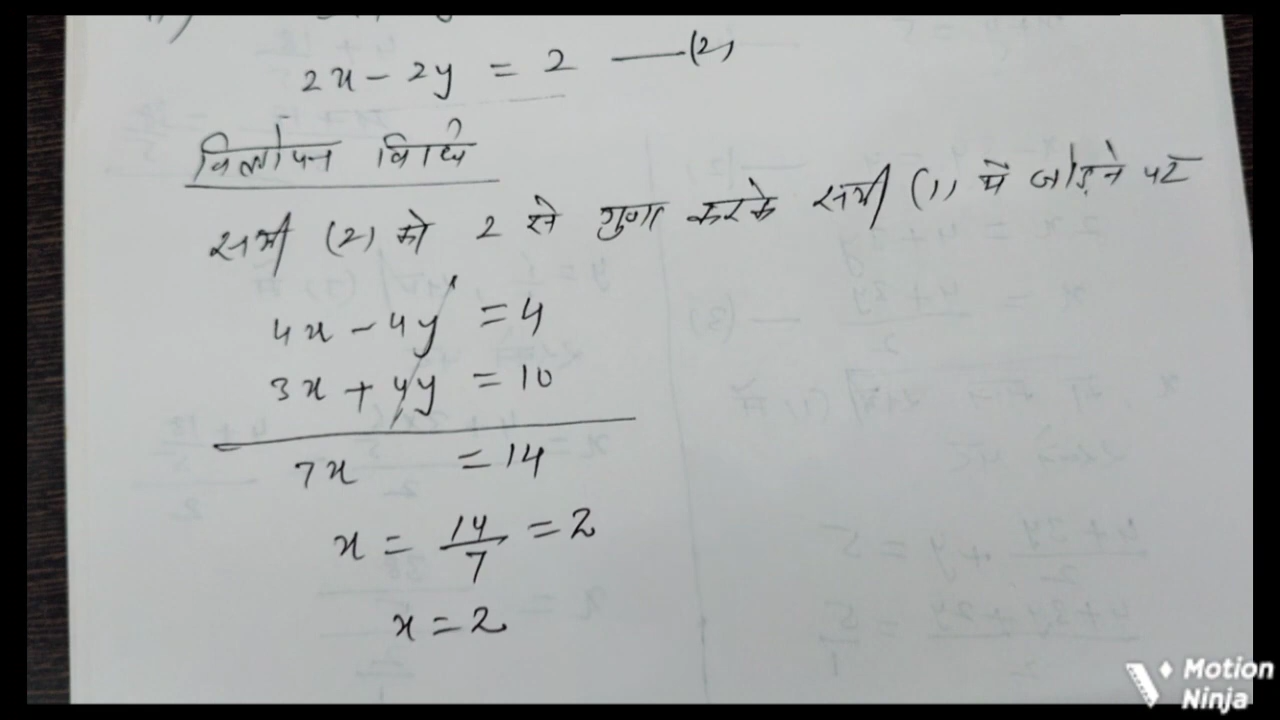 2x - 2y = 2 —(2)
विलोपन विधि
समी (2) को 2 से गुणा करके समी (1) में जोड़ने पर
4x - 4y = 4
3x + 4y = 10
7x = 14
x = 14/7 = 2
x = 2
Motion
Ninja